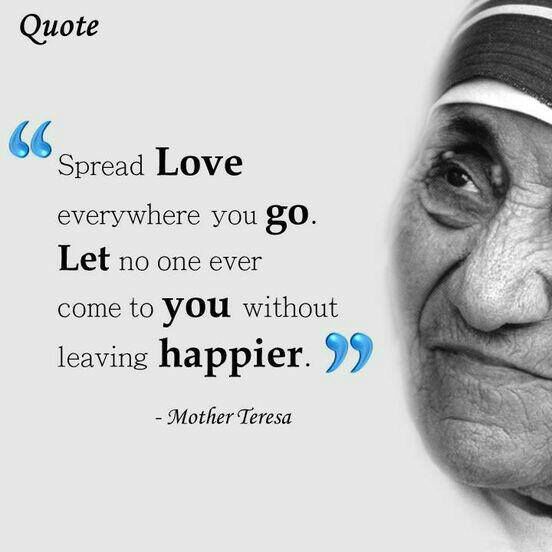 Quote
“Spread Love
everywhere you go.
Let no one ever
come to you without
leaving happier.”
- Mother Teresa